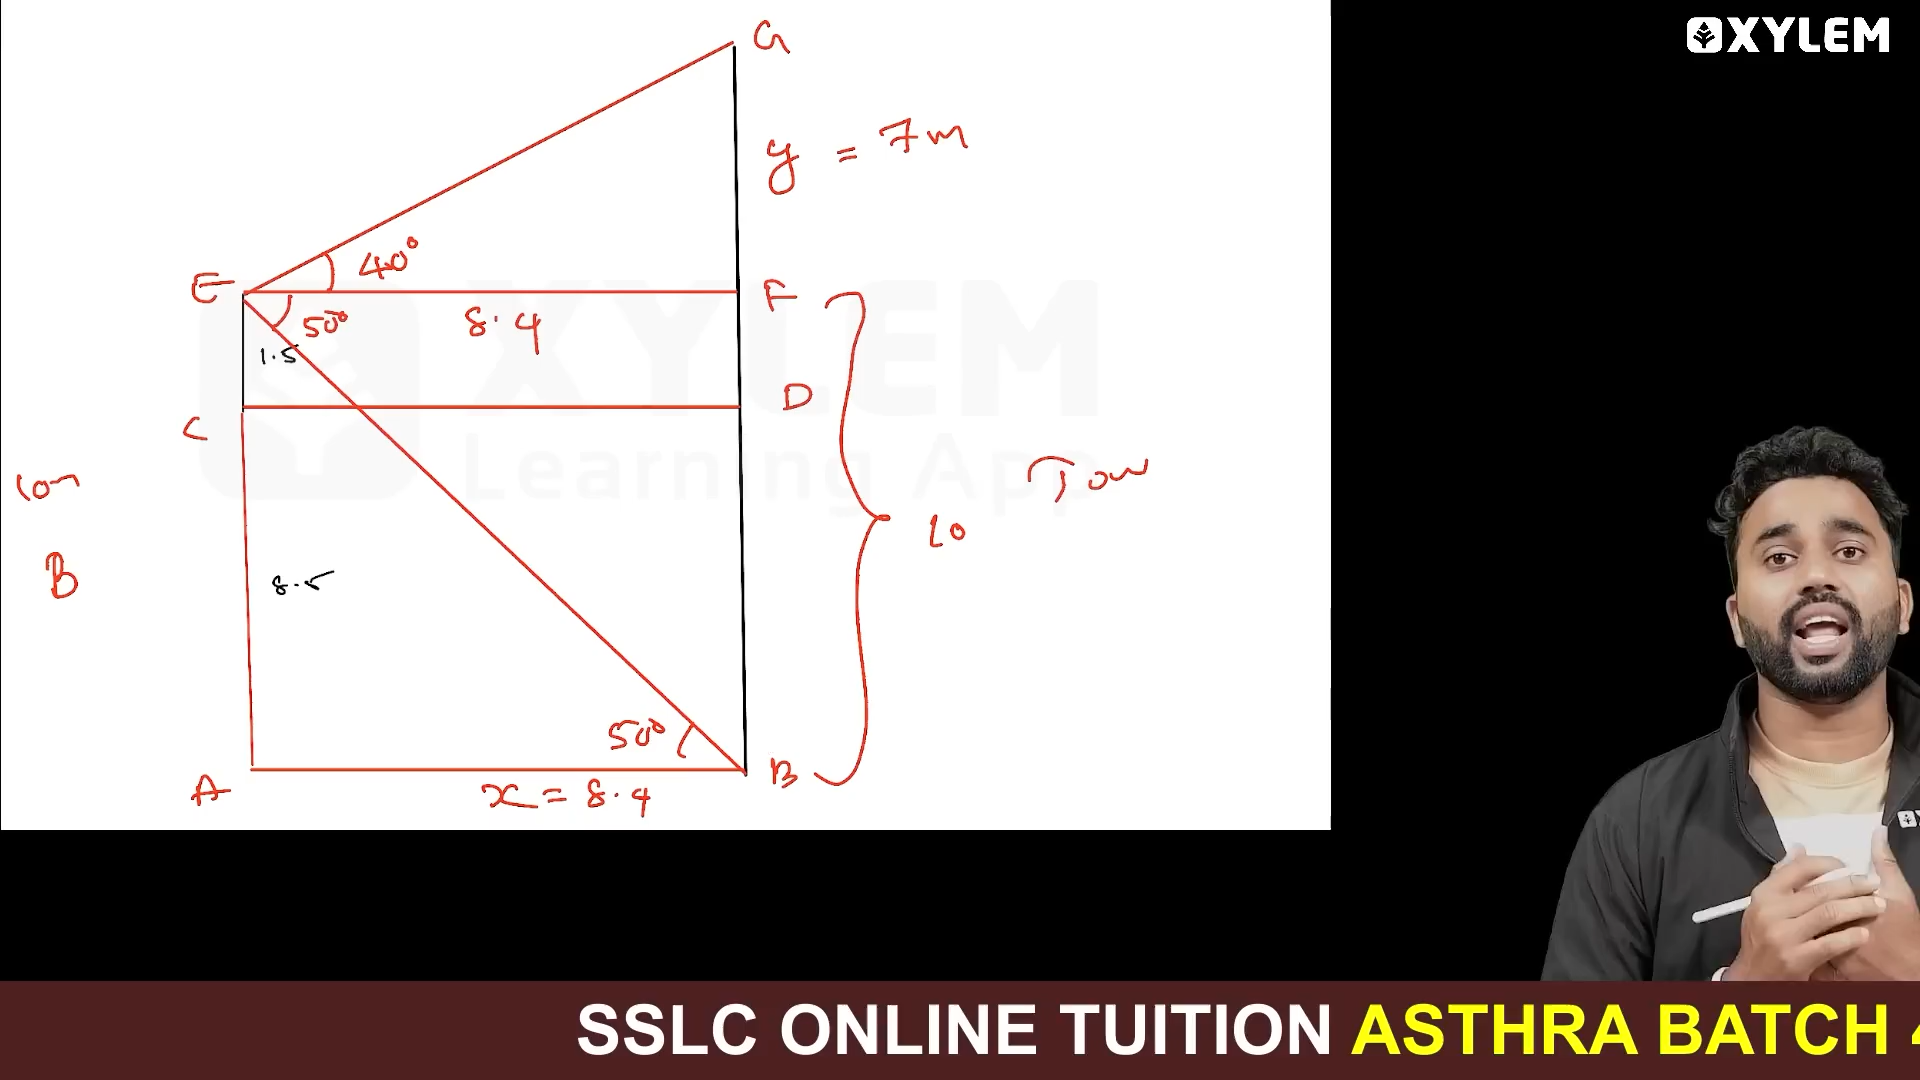 XYLEM
G
y = 7m
40°
E
F
50°
8.4
1.5
D
C
XYLEM
Learning App
10m
Tow
10
B
8.5
50°
A
B
x = 8.4
SSLC ONLINE TUITION ASTHRA BATCH